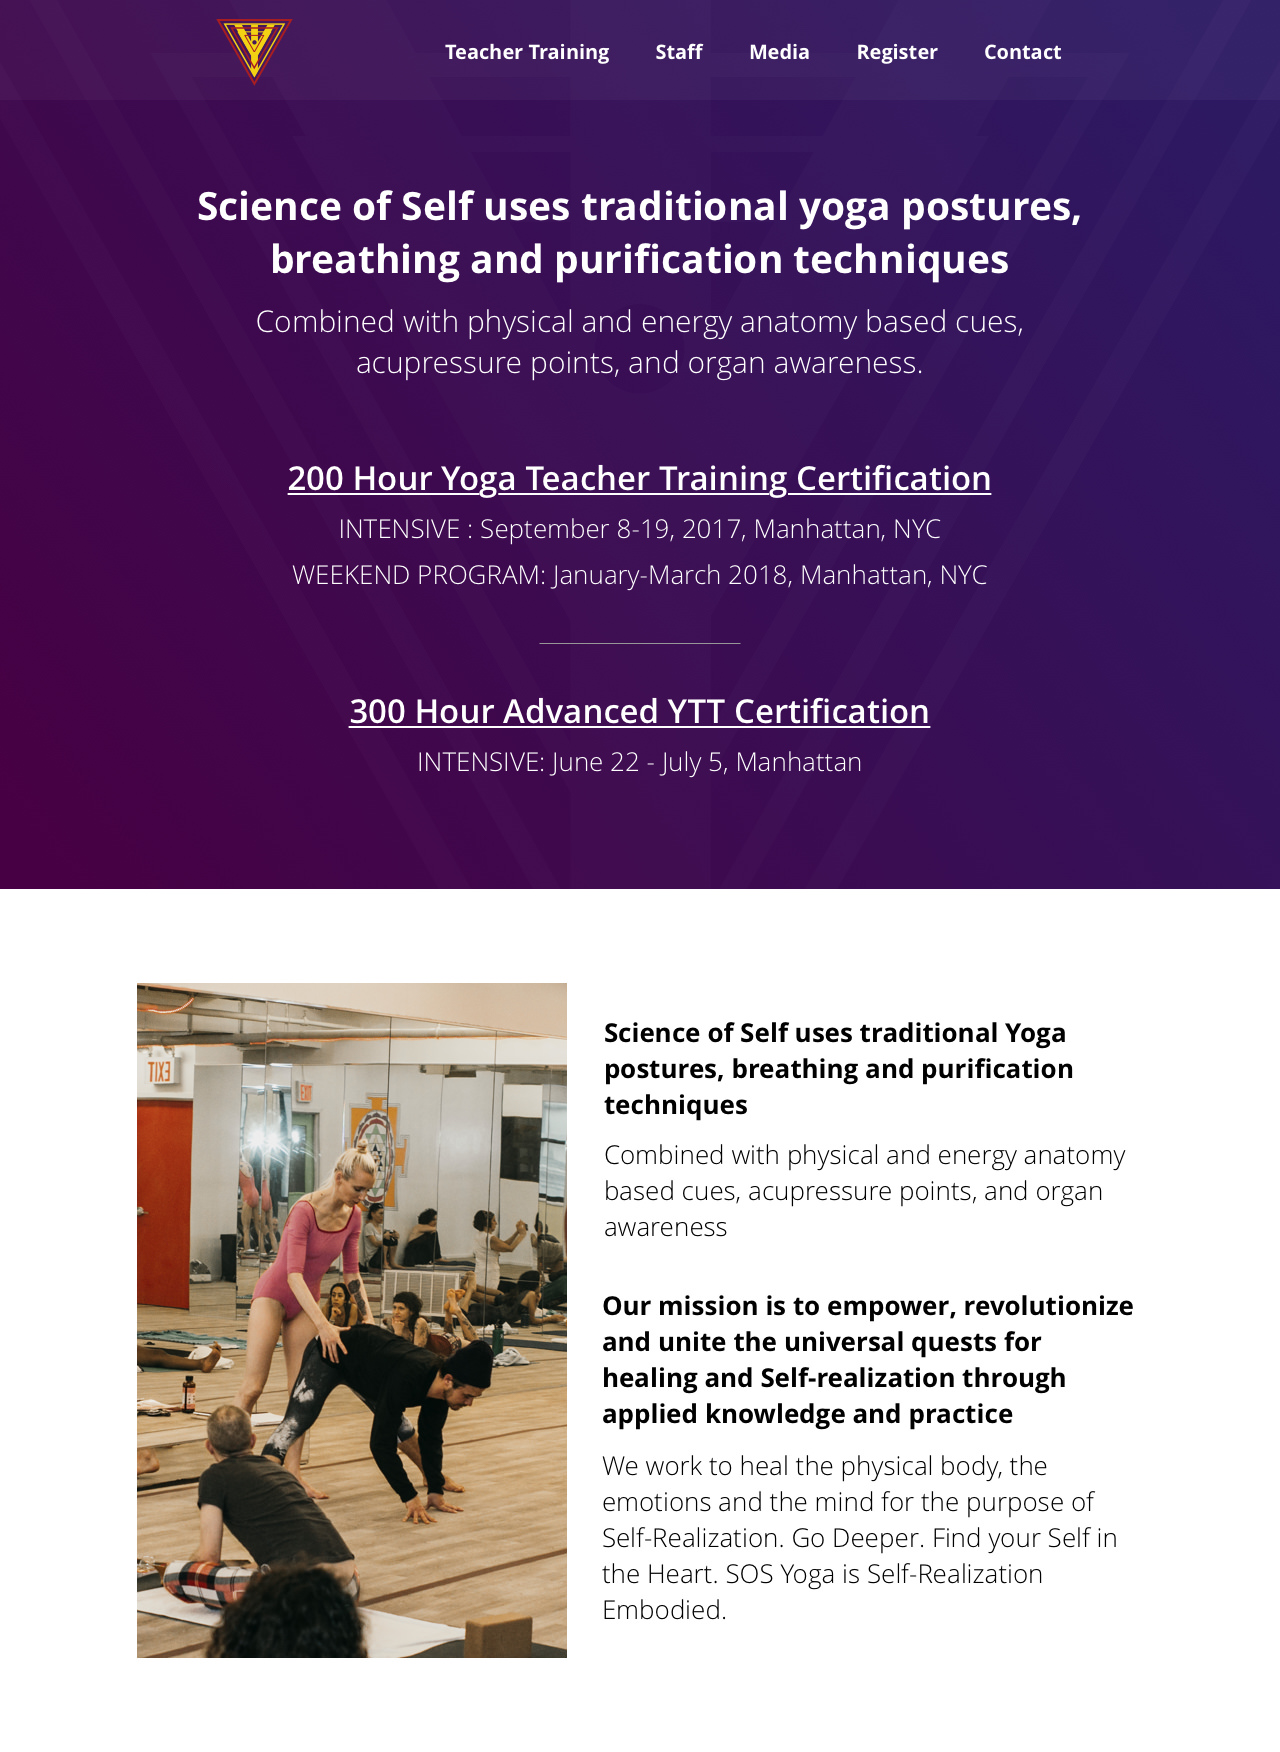 Teacher Training
Staff
Media
Register
Contact
Science of Self uses traditional yoga postures,
breathing and purification techniques
Combined with physical and energy anatomy based cues,
acupressure points, and organ awareness.
200 Hour Yoga Teacher Training Certification
INTENSIVE : September 8-19, 2017, Manhattan, NYC
WEEKEND PROGRAM: January-March 2018, Manhattan, NYC
300 Hour Advanced YTT Certification
INTENSIVE: June 22 - July 5, Manhattan
EXIT
EXIT
Science of Self uses traditional Yoga
postures, breathing and purification
techniques
Combined with physical and energy anatomy
based cues, acupressure points, and organ
awareness
Our mission is to empower, revolutionize
and unite the universal quests for
healing and Self-realization through
applied knowledge and practice
We work to heal the physical body, the
emotions and the mind for the purpose of
Self-Realization. Go Deeper. Find your Self in
the Heart. SOS Yoga is Self-Realization
Embodied.